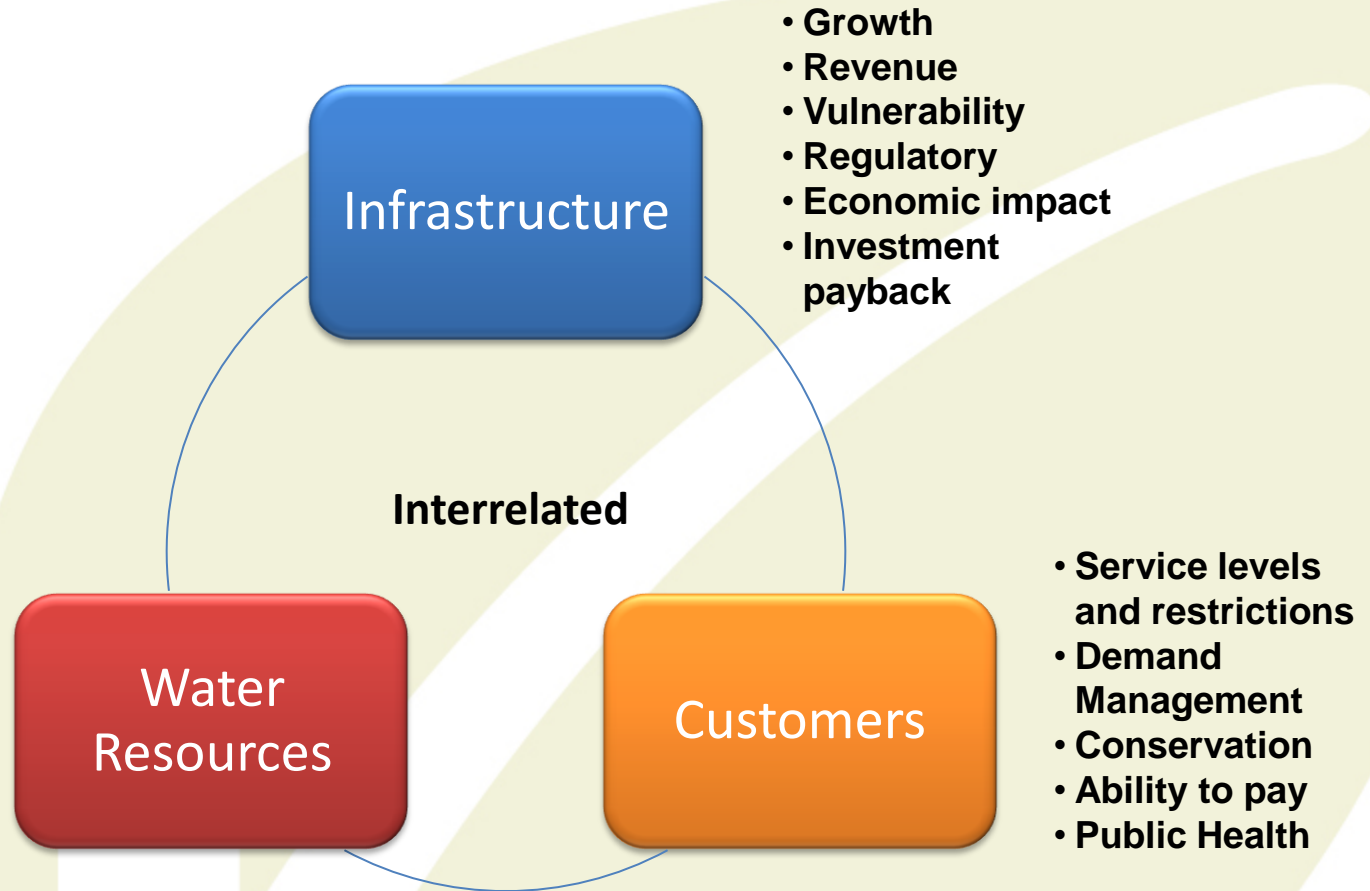 • Growth
• Revenue
• Vulnerability
• Regulatory
• Economic impact
• Investment
payback
Infrastructure
Interrelated
Water
Resources
Customers
• Service levels
and restrictions
• Demand
Management
• Conservation
• Ability to pay
• Public Health